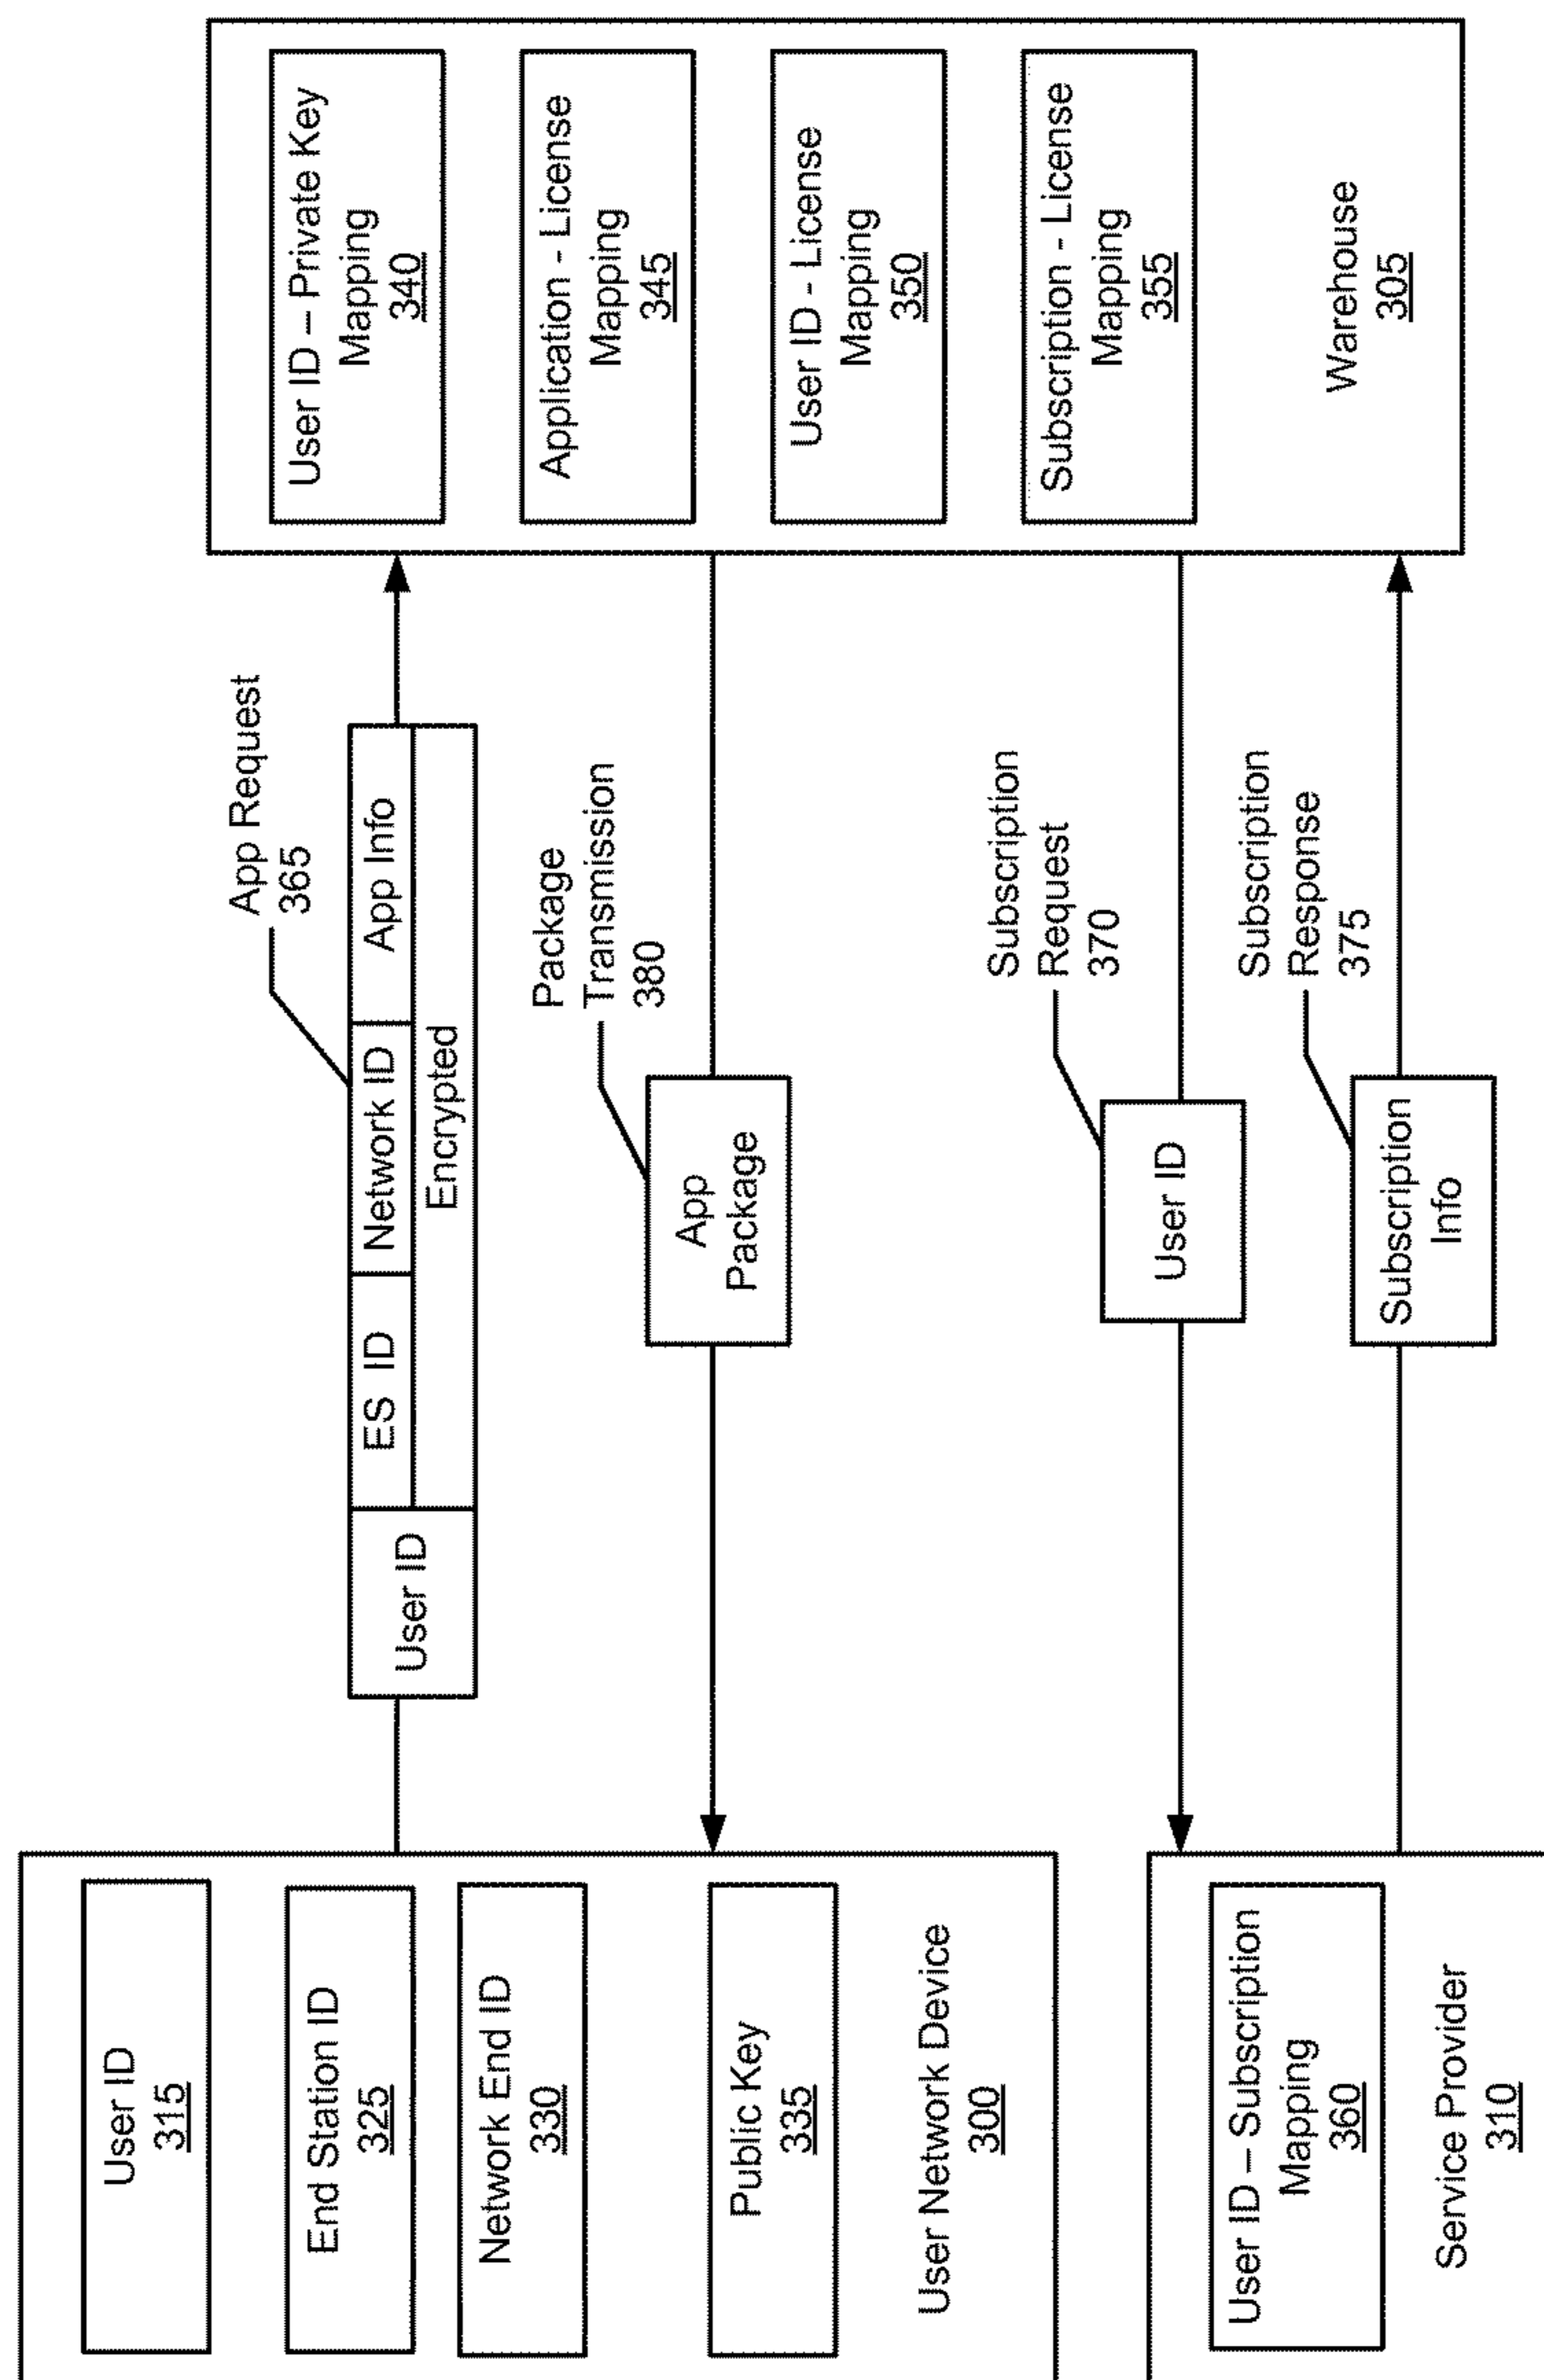 User ID
315
End Station ID
325
Network End ID
330
Public Key
335
User Network Device
300
User ID – Subscription
Mapping
360
Service Provider
310
App Request
365
User ID
ES ID
Network ID
App Info
Encrypted
Package
Transmission
380
App
Package
Subscription
Request
370
User ID
Subscription
Response
375
Subscription
Info
User ID – Private Key
Mapping
340
Application - License
Mapping
345
User ID - License
Mapping
350
Subscription - License
Mapping
355
Warehouse
305